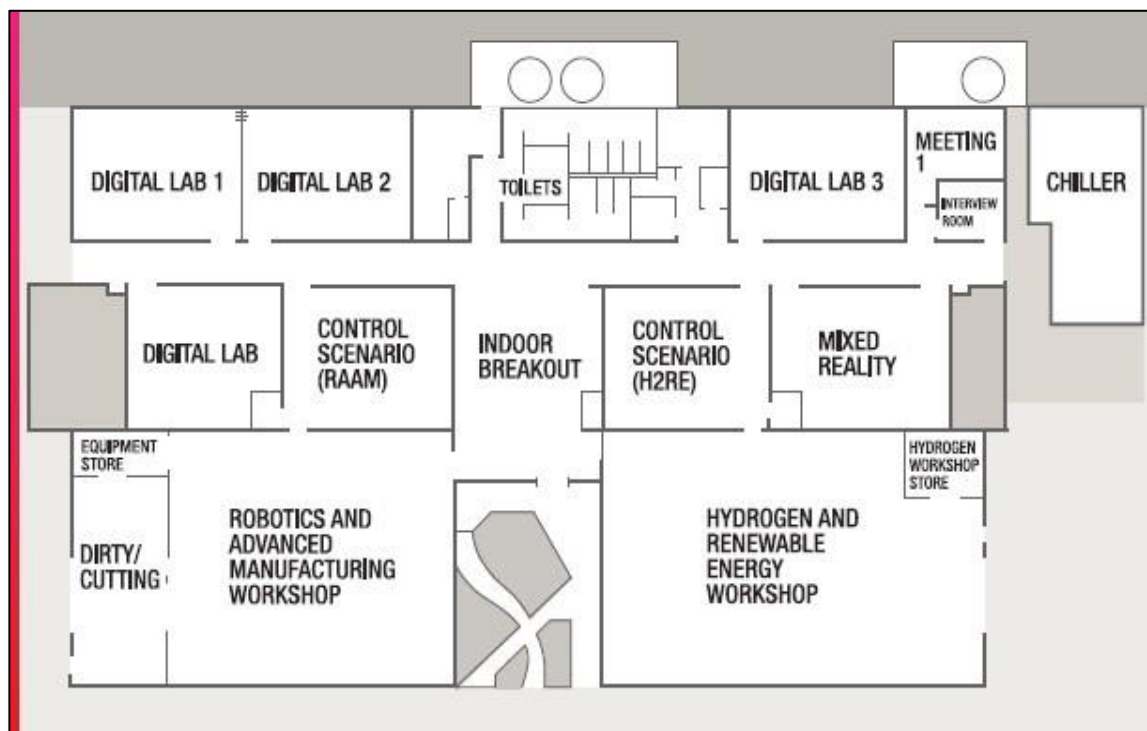 DIGITAL LAB 1
DIGITAL LAB 2
TOILETS
DIGITAL LAB 3
MEETING
1
INTERVIEW
ROOM
CHILLER
DIGITAL LAB
CONTROL
SCENARIO
(RAAM)
INDOOR
BREAKOUT
CONTROL
SCENARIO
(H2RE)
MIXED
REALITY
EQUIPMENT
STORE
HYDROGEN
WORKSHOP
STORE
DIRTY/
CUTTING
ROBOTICS AND
ADVANCED
MANUFACTURING
WORKSHOP
HYDROGEN AND
RENEWABLE
ENERGY
WORKSHOP